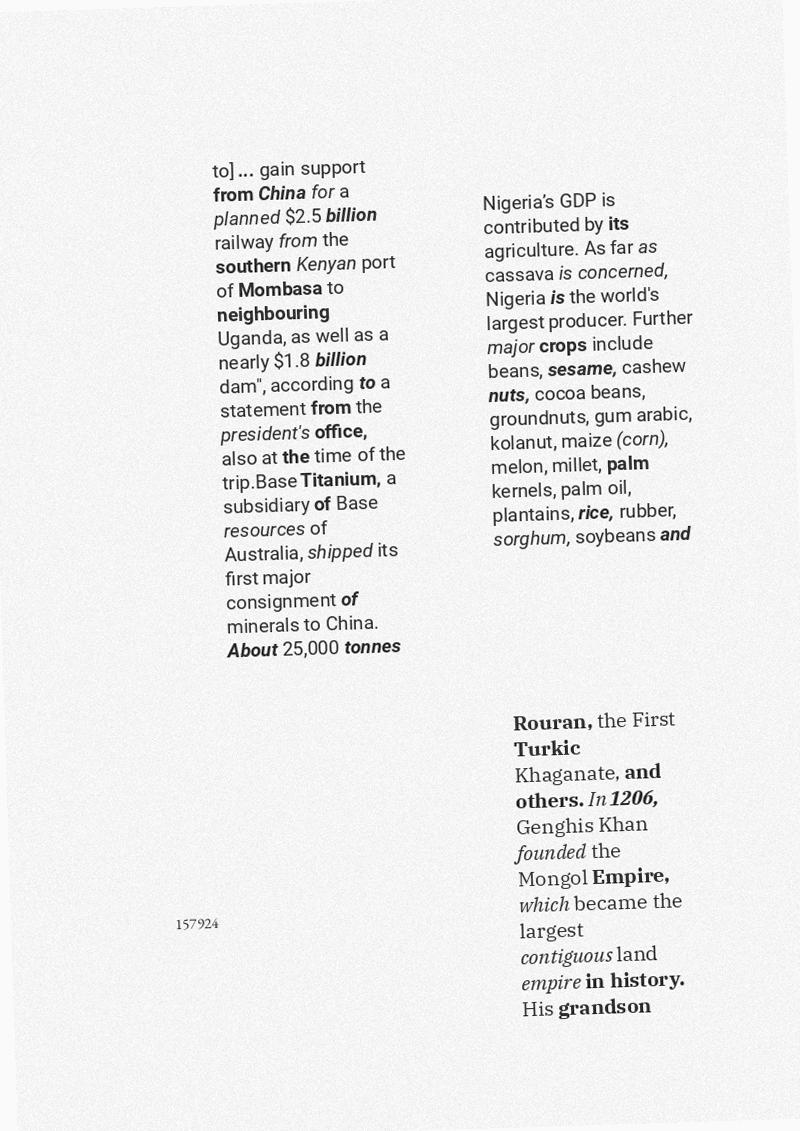 to] ... gain support
from China for a
planned $2.5 billion
railway from the
southern Kenyan port
of Mombasa to
neighbouring
Uganda, as well as a
nearly $1.8 billion
dam", according to a
statement from the
president's office,
also at the time of the
trip.Base Titanium, a
subsidiary of Base
resources of
Australia, shipped its
first major
consignment of
minerals to China.
About 25,000 tonnes
Nigeria's GDP is
contributed by its
agriculture. As far as
cassava is concerned,
Nigeria is the world's
largest producer. Further
major crops include
beans, sesame, cashew
nuts, cocoa beans,
groundnuts, gum arabic,
kolanut, maize (corn),
melon, millet, palm
kernels, palm oil,
plantains, rice, rubber,
sorghum, soybeans and
Rouran, the First
Turkic
Khaganate, and
others. In 1206,
Genghis Khan
founded the
Mongol Empire,
which became the
largest
contiguous land
empire in history.
His grandson
157924